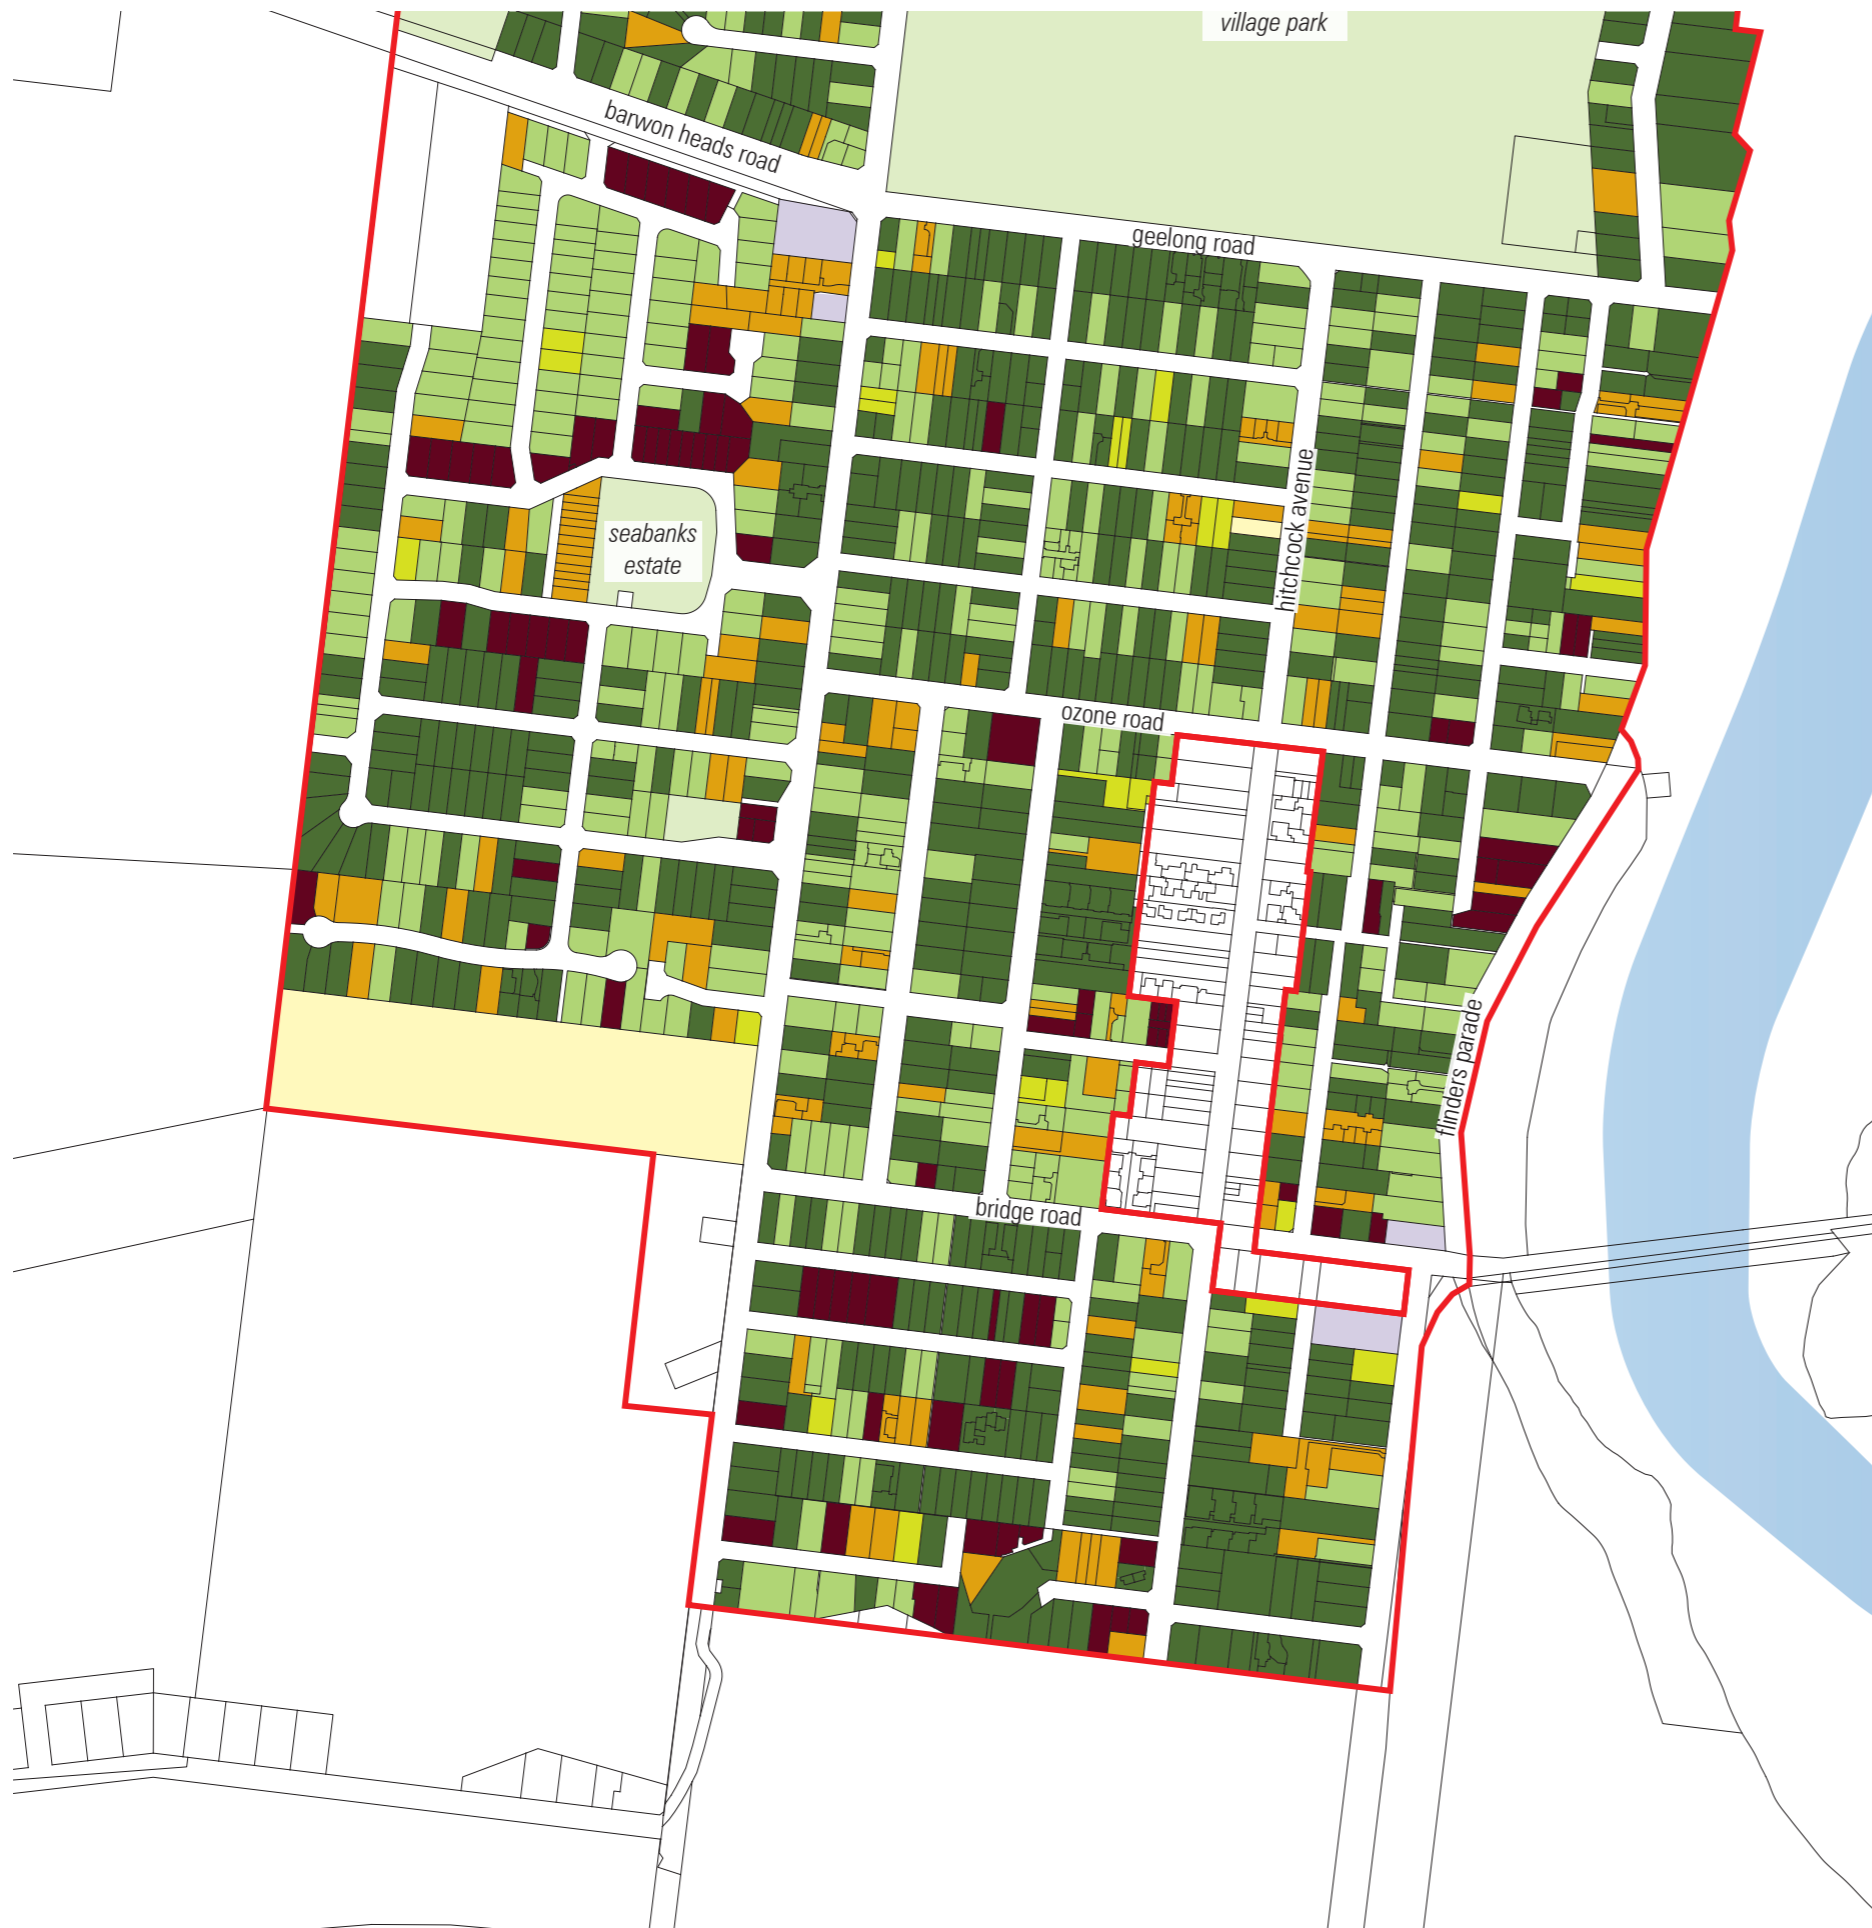 village park
barwon heads road
geelong road
hitchcock avenue
seabanks
estate
ozone road
flinders parade
bridge road